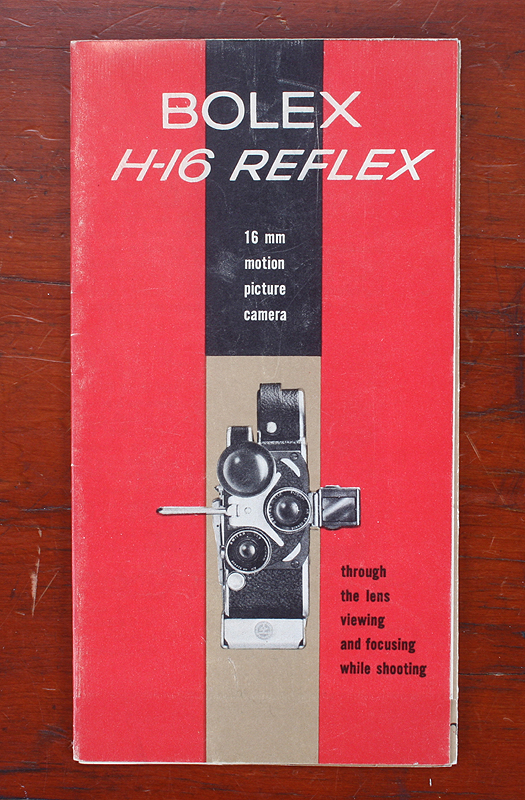 BOLEX
H-16 REFLEX
16 mm
motion
picture
camera
through
the lens
viewing
and focusing
while shooting